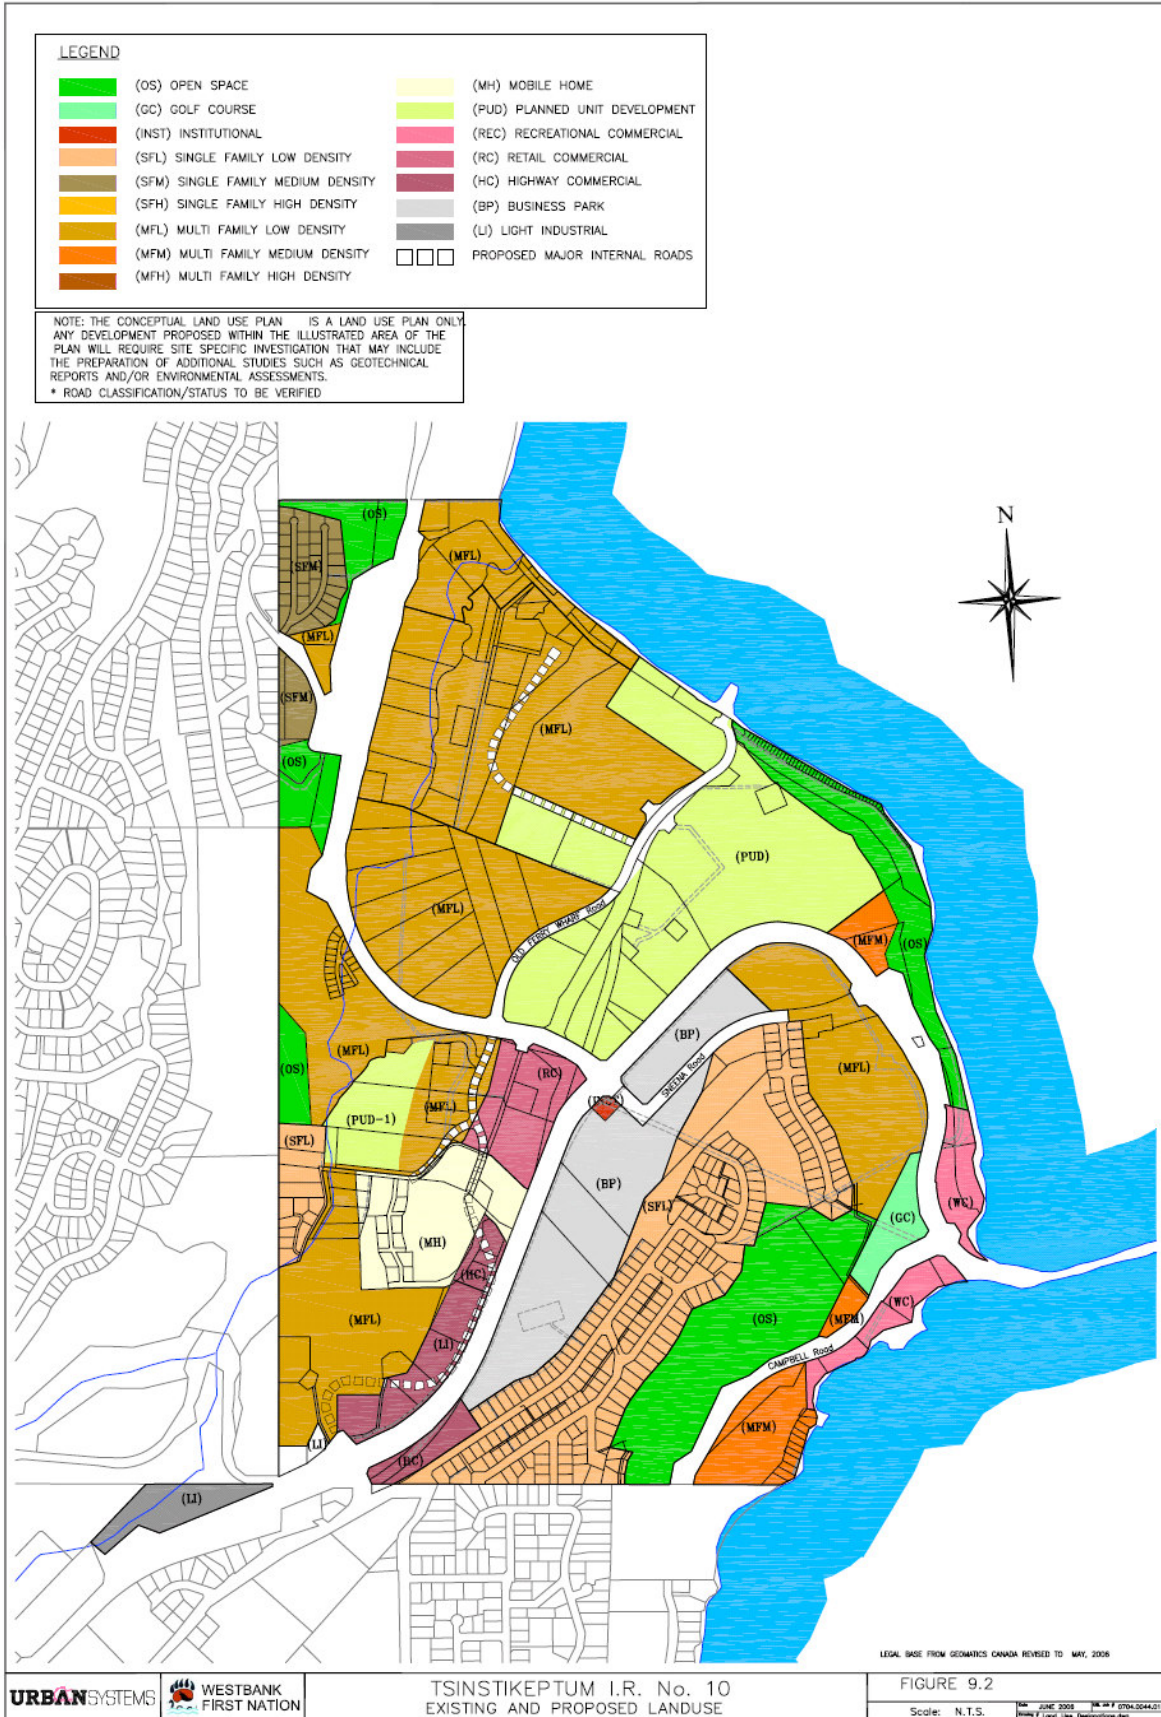 LEGEND
(OS) OPEN SPACE
(GC) GOLF COURSE
(INST) INSTITUTIONAL
(SFL) SINGLE FAMILY LOW DENSITY
(SFM) SINGLE FAMILY MEDIUM DENSITY
(SFH) SINGLE FAMILY HIGH DENSITY
(MFL) MULTI FAMILY LOW DENSITY
(MFM) MULTI FAMILY MEDIUM DENSITY
(MFH) MULTI FAMILY HIGH DENSITY
(MH) MOBILE HOME
(PUD) PLANNED UNIT DEVELOPMENT
(REC) RECREATIONAL COMMERCIAL
(RC) RETAIL COMMERCIAL
(HC) HIGHWAY COMMERCIAL
(BP) BUSINESS PARK
(LI) LIGHT INDUSTRIAL
PROPOSED MAJOR INTERNAL ROADS
NOTE: THE CONCEPTUAL LAND USE PLAN IS A LAND USE PLAN ONLY.
ANY DEVELOPMENT PROPOSED WITHIN THE ILLUSTRATED AREA OF THE
PLAN WILL REQUIRE SITE SPECIFIC INVESTIGATION THAT MAY INCLUDE
THE PREPARATION OF ADDITIONAL STUDIES SUCH AS GEOTECHNICAL
REPORTS AND/OR ENVIRONMENTAL ASSESSMENTS.
* ROAD CLASSIFICATION/STATUS TO BE VERIFIED
N
(OS)
(MFL)
(SFM)
(MFL)
(SFM)
(MFL)
(OS)
(PUD)
(MFL)
OLD FERRY WHARF Road
(MFM)
(OS)
(BP)
(MFL)
(RC)
(OS)
SNEENA Road
(MFL)
(MFL)
(PUD-1)
(SFL)
(BP)
(SFL)
(WC)
(GC)
(MH)
(HC)
(WC)
(MFL)
(OS)
(MFM)
(LI)
CAMPBELL Road
(MFM)
(LI)
(LI)
LEGAL BASE FROM GEOMATICS CANADA REVISED TO MAY, 2006
URBAN SYSTEMS
WESTBANK
FIRST NATION
TSINSTIKEPTUM I.R. No. 10
EXISTING AND PROPOSED LANDUSE
FIGURE 9.2
Scale: N.T.S.
JUNE 2006